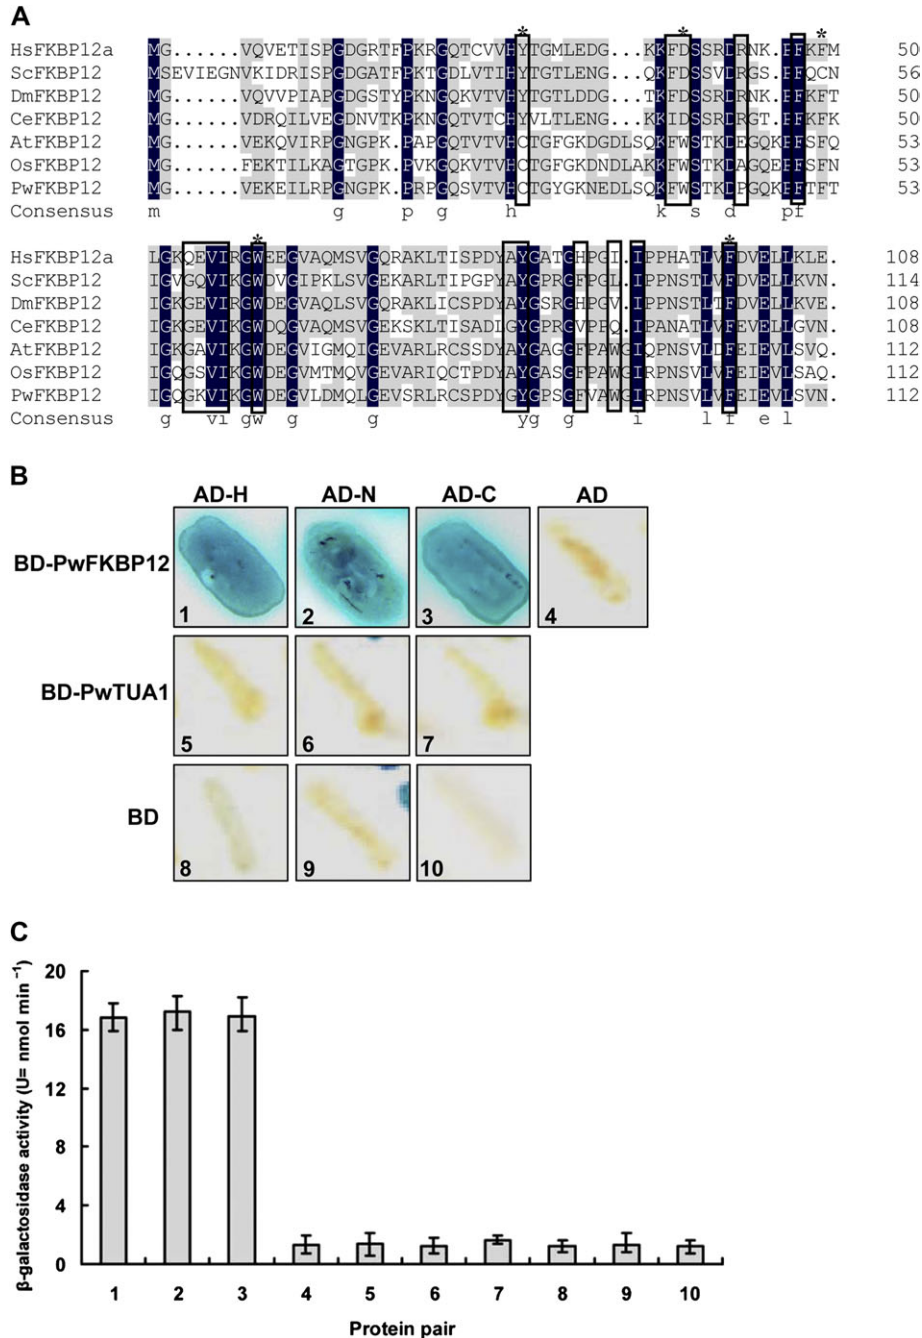 A
* * *
HsFKBP12a MG......VQVETISPGDGRTFPKRGQTCVVHYTGMLEDG...KKFDSSRDRNK.PFKFM 50
ScFKBP12 MSEVIEGNVKIDRISPGDGATFPKTGDLVTIHYTGTLENG...QKFDSSVDRGS.PFQCN 56
DmFKBP12 MG......VQVVPIAPGDGSTYPKNGQKVTVHYTGTLDDG...TKFDSSRDRNK.PFKFT 50
CeFKBP12 MG......VDRQILVEGDNVTKPKNGQTVTCHYVLTLENG...KKIDSSRDRGT.PFKFK 50
AtFKBP12 MG......VEKQVIRPGNGPK.PAPGQTVTVHCTGFGKDGDLSQKFWSTKDEGQKPFSFQ 53
OsFKBP12 MG......FEKTILKAGTGPK.PVKGQKVTVHCTGFGKDGDLAKKFWSTKDAGQEPFSFN 53
PwFKBP12 MG......VEKEILRPGNGPK.PRPGQSVTVHCTGYGKNEDLSQKFWSTKDPGQKPFTFT 53
Consensus m g p g h k s d pf
* *
HsFKBP12a LGKQEVIRGWEEGVAQMSVGQRAKLTISPDYAYGATGHPGI.IPPHATLVFDVELLKLE. 108
ScFKBP12 IGVGQVIKGWDVGIPKLSVGEKARLTIPGPYAYGPRGFPGL.IPPNSTLVFDVELLKVN. 114
DmFKBP12 IGKGEVIRGWDEGVAQLSVGQRAKLICSPDYAYGSRGHPGV.IPPNSTLTFDVELLKVE. 108
CeFKBP12 IGKGEVIKGWDQGVAQMSVGEKSKLTISADLGYGPRGVPPQ.IPANATLVFEVELLGVN. 108
AtFKBP12 IGKGAVIKGWDEGVIGMQIGEVARLRCSSDYAYGAGGFPAWGIQPNSVLDFEIEVLSVQ. 112
OsFKBP12 IGQGSVIKGWDEGVMTMQVGEVARIQCTPDYAYGASGFPAWGIRPNSVLVFEIEVLSAQ. 112
PwFKBP12 IGQGKVIKGWDEGVLDMQLGEVSRLRCSPDYAYGPSGFVAWGIRPNSVLVFEIEVLSVN. 112
Consensus g vi gw g g yg g i l f e l
B
AD-H AD-N AD-C AD
BD-PwFKBP12
1 2 3 4
BD-PwTUA1
5 6 7
BD
8 9 10
C
β-galactosidase activity (U= nmol min⁻¹)
20
16
12
8
4
0
1 2 3 4 5 6 7 8 9 10
Protein pair